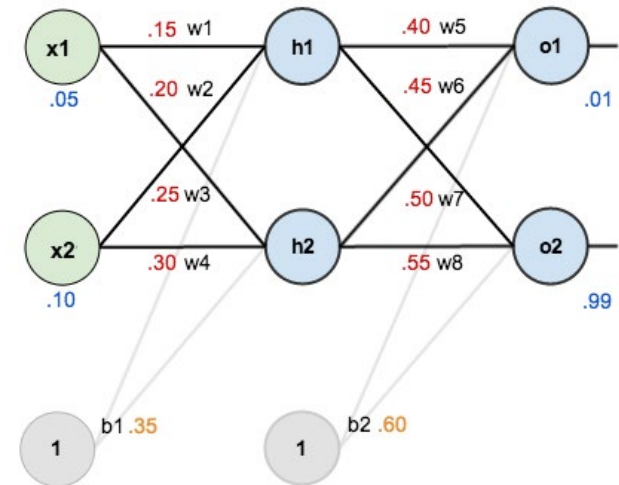 x1
.15 w1
h1
.40 w5
o1
.05
.20 w2
.45 w6
.01
.25 w3
.50 w7
x2
.30 w4
h2
.55 w8
o2
.10
.99
1
b1 .35
1
b2 .60